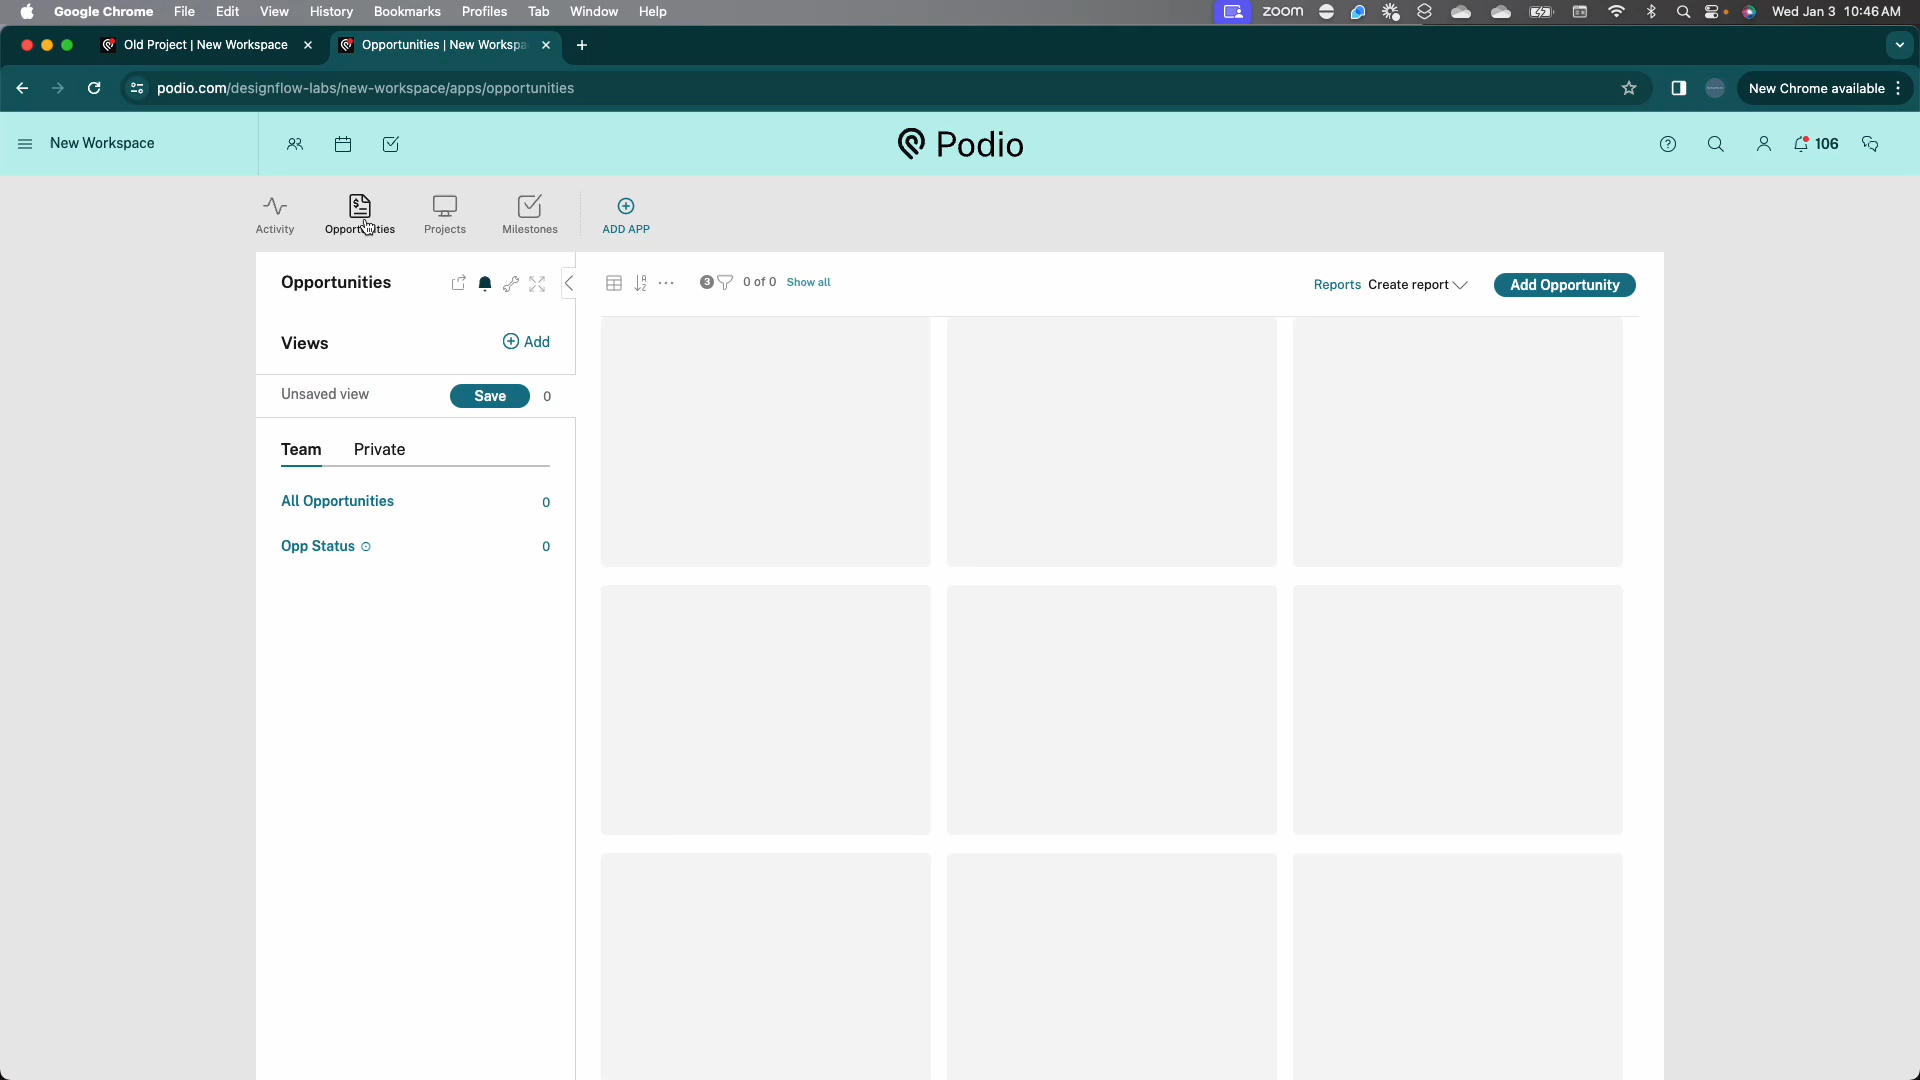 Google Chrome File Edit View History Bookmarks Profiles Tab Window Help zoom Wed Jan 3 10:46 AM
Old Project | New Workspace Opportunities | New Workspa
podio.com/designflow-labs/new-workspace/apps/opportunities New Chrome available
New Workspace Podio 106
Activity Opportunities Projects Milestones ADD APP
Opportunities 3 0 of 0 Show all Reports Create report Add Opportunity
Views Add
Unsaved view Save 0
Team Private
All Opportunities 0
Opp Status 0